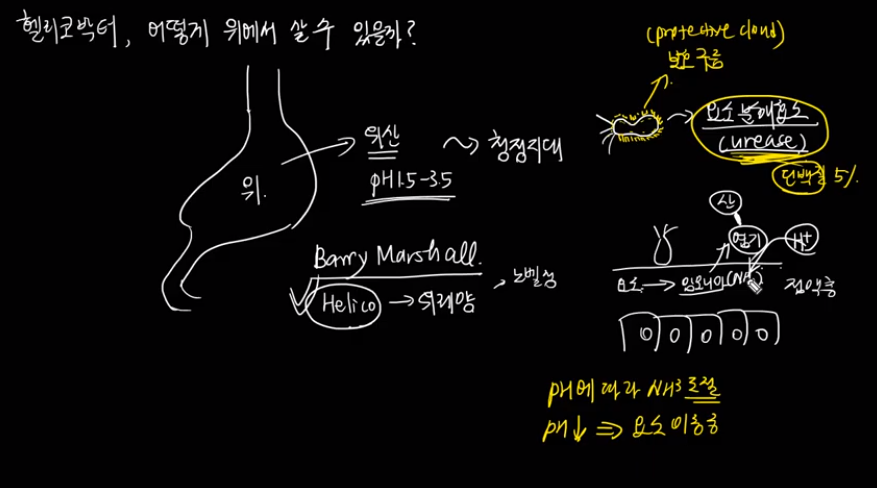 헬리코박터, 어떻게 위에서 살 수 있을까?
(protective cloud)
보호구름
위산 → 청정지대
pH 1.5-3.5
위.
요소 분해효소
(urease)
단백질 5%
Barry Marshall.
Helico → 위궤양
노벨상
산
염기
H+
요소 → 암모니아(NH3)
점액층
pH에 따라 NH3 조절
pH↓ ⇒ 요소이동증